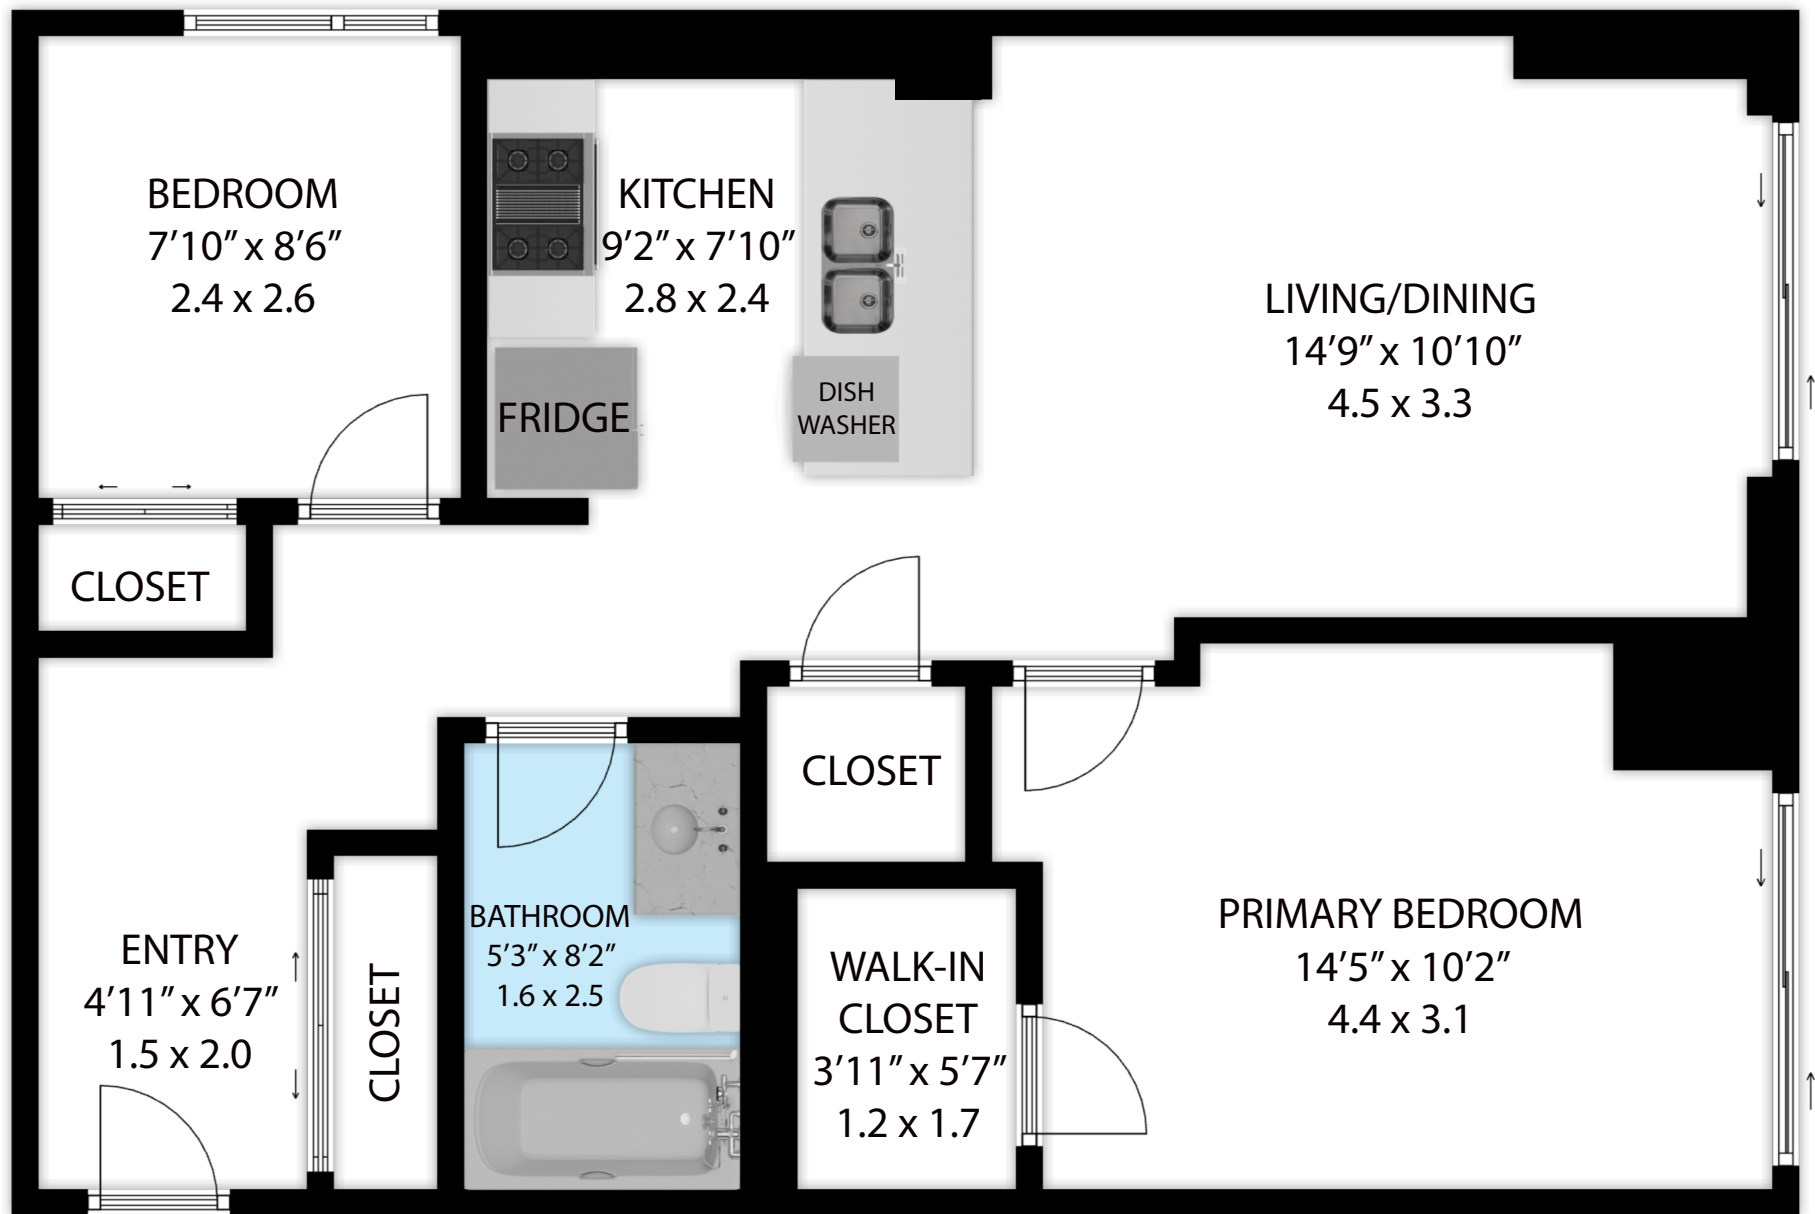 BEDROOM
7'10" x 8'6"
2.4 x 2.6
KITCHEN
9'2" x 7'10"
2.8 x 2.4
FRIDGE
DISH
WASHER
LIVING/DINING
14'9" x 10'10"
4.5 x 3.3
CLOSET
CLOSET
ENTRY
4'11" x 6'7"
1.5 x 2.0
CLOSET
BATHROOM
5'3" x 8'2"
1.6 x 2.5
WALK-IN
CLOSET
3'11" x 5'7"
1.2 x 1.7
PRIMARY BEDROOM
14'5" x 10'2"
4.4 x 3.1